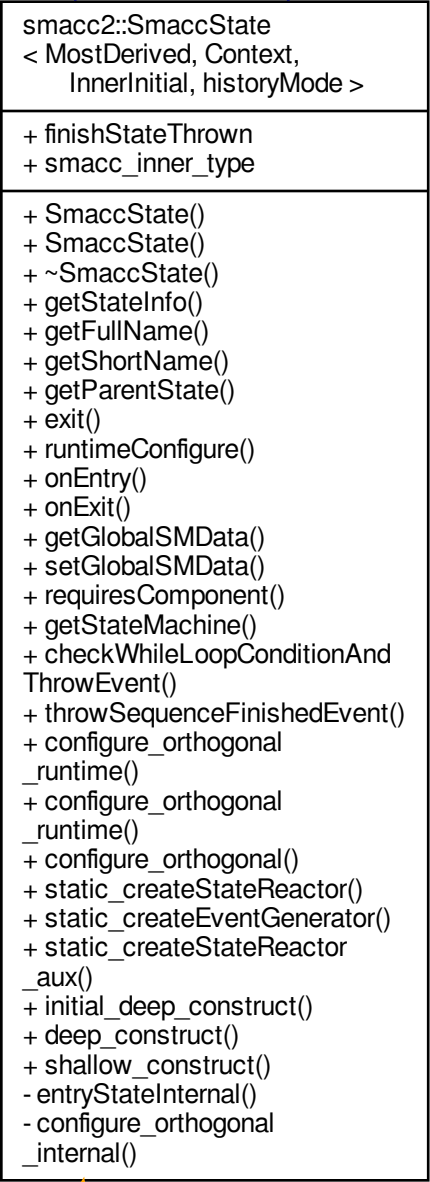 smacc2::SmaccState
< MostDerived, Context,
InnerInitial, historyMode >
+ finishStateThrown
+ smacc_inner_type
+ SmaccState()
+ SmaccState()
+ ~SmaccState()
+ getStateInfo()
+ getFullName()
+ getShortName()
+ getParentState()
+ exit()
+ runtimeConfigure()
+ onEntry()
+ onExit()
+ getGlobalSMData()
+ setGlobalSMData()
+ requiresComponent()
+ getStateMachine()
+ checkWhileLoopConditionAnd
ThrowEvent()
+ throwSequenceFinishedEvent()
+ configure_orthogonal
_runtime()
+ configure_orthogonal
_runtime()
+ configure_orthogonal()
+ static_createStateReactor()
+ static_createEventGenerator()
+ static_createStateReactor
_aux()
+ initial_deep_construct()
+ deep_construct()
+ shallow_construct()
- entryStateInternal()
- configure_orthogonal
_internal()